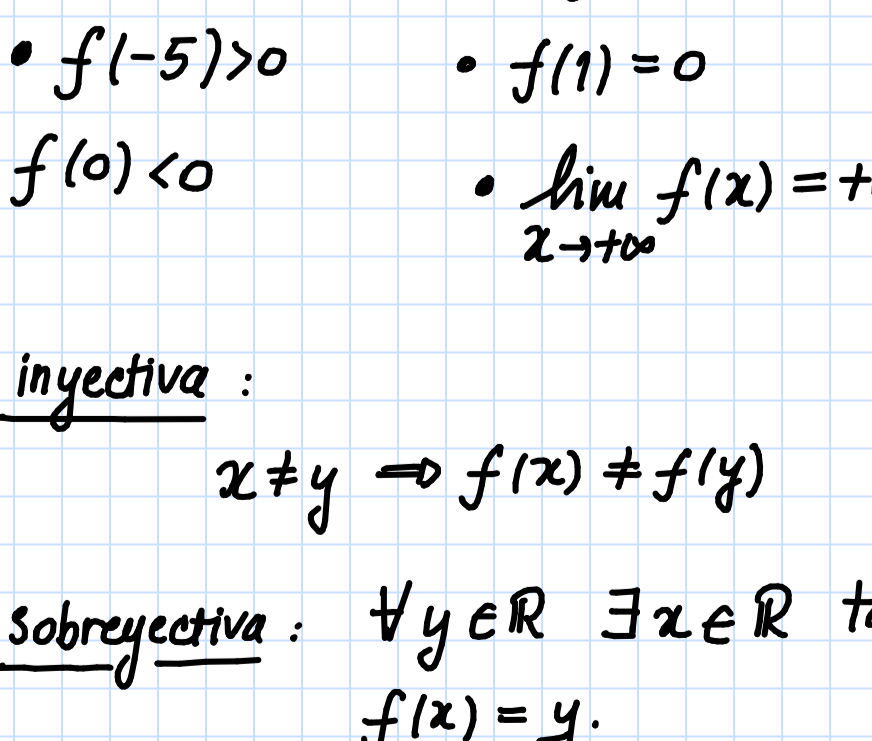 • f(-5)>0 • f(1) = 0
f(0) <0
• lim f(x) = +
x→+∞
inyectiva :
x≠y ⟹ f(x) ≠ f(y)
sobreyectiva : ∀y∈ℝ ∃x∈ℝ
f(x) = y.